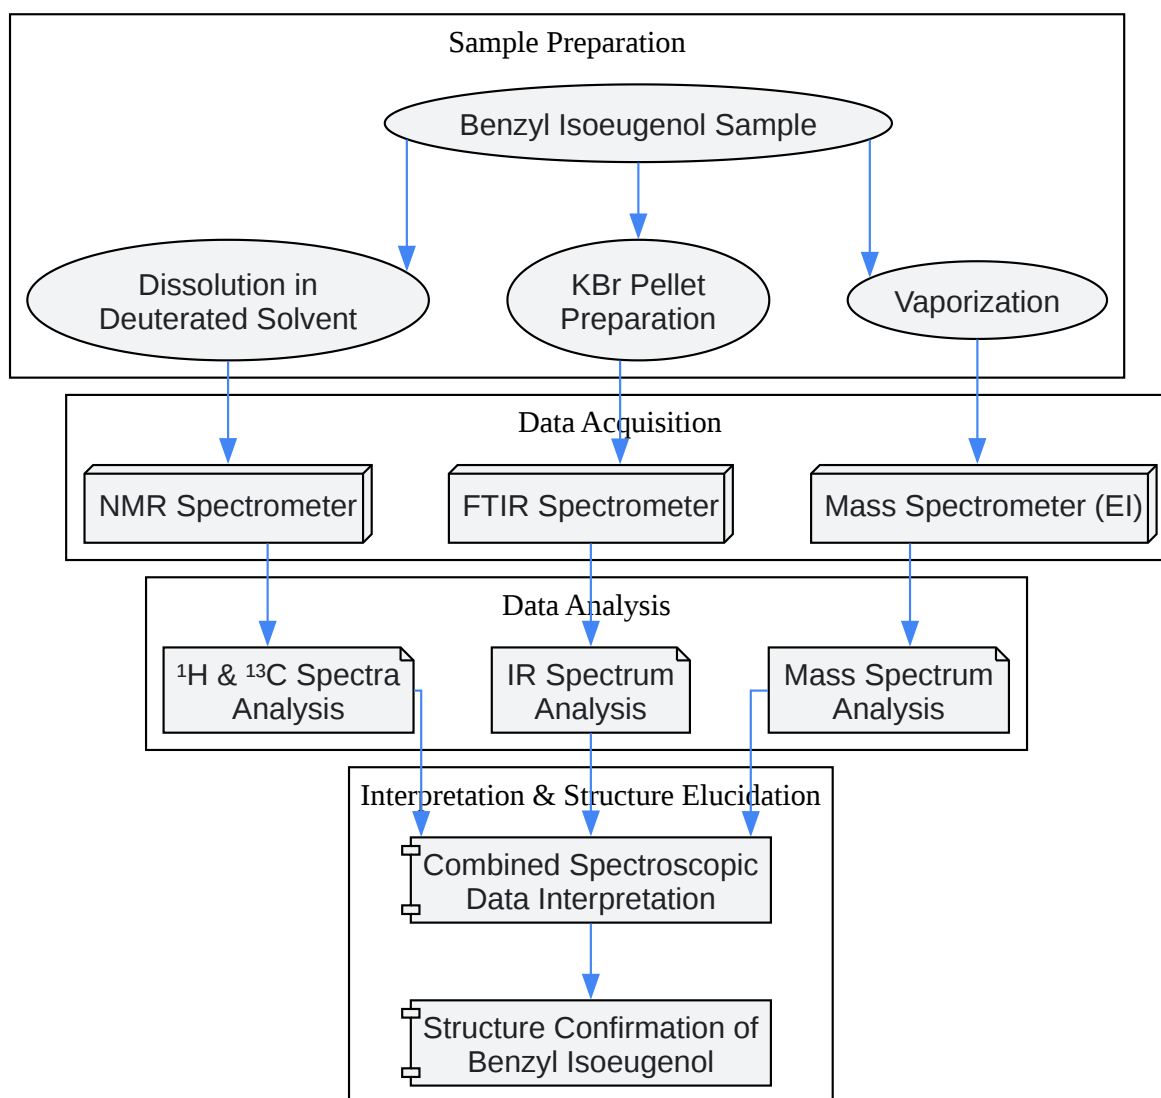 Sample Preparation
Benzyl Isoeugenol Sample
Dissolution in
Deuterated Solvent
KBr Pellet
Preparation
Vaporization
Data Acquisition
NMR Spectrometer
FTIR Spectrometer
Mass Spectrometer (EI)
Data Analysis
¹H & ¹³C Spectra
Analysis
IR Spectrum
Analysis
Mass Spectrum
Analysis
Interpretation & Structure Elucidation
Combined Spectroscopic
Data Interpretation
Structure Confirmation of
Benzyl Isoeugenol